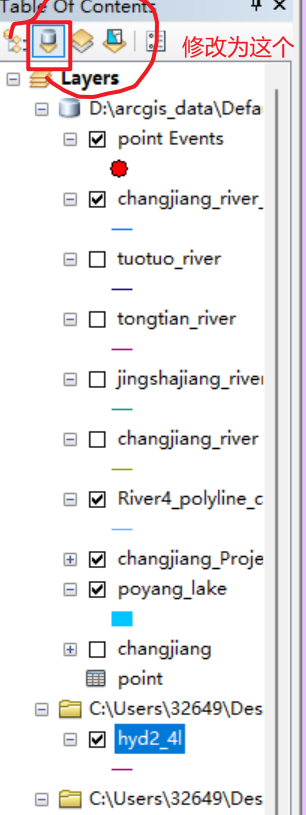 Table Of Contents
修改为这个
Layers
D:\arcgis_data\Defa
point Events
changjiang_river_
tuotuo_river
tongtian_river
jingshajiang_rive
changjiang_river
River4_polyline_c
changjiang_Proje
poyang_lake
changjiang
point
C:\Users\32649\Des
hyd2_4l
C:\Users\32649\Des